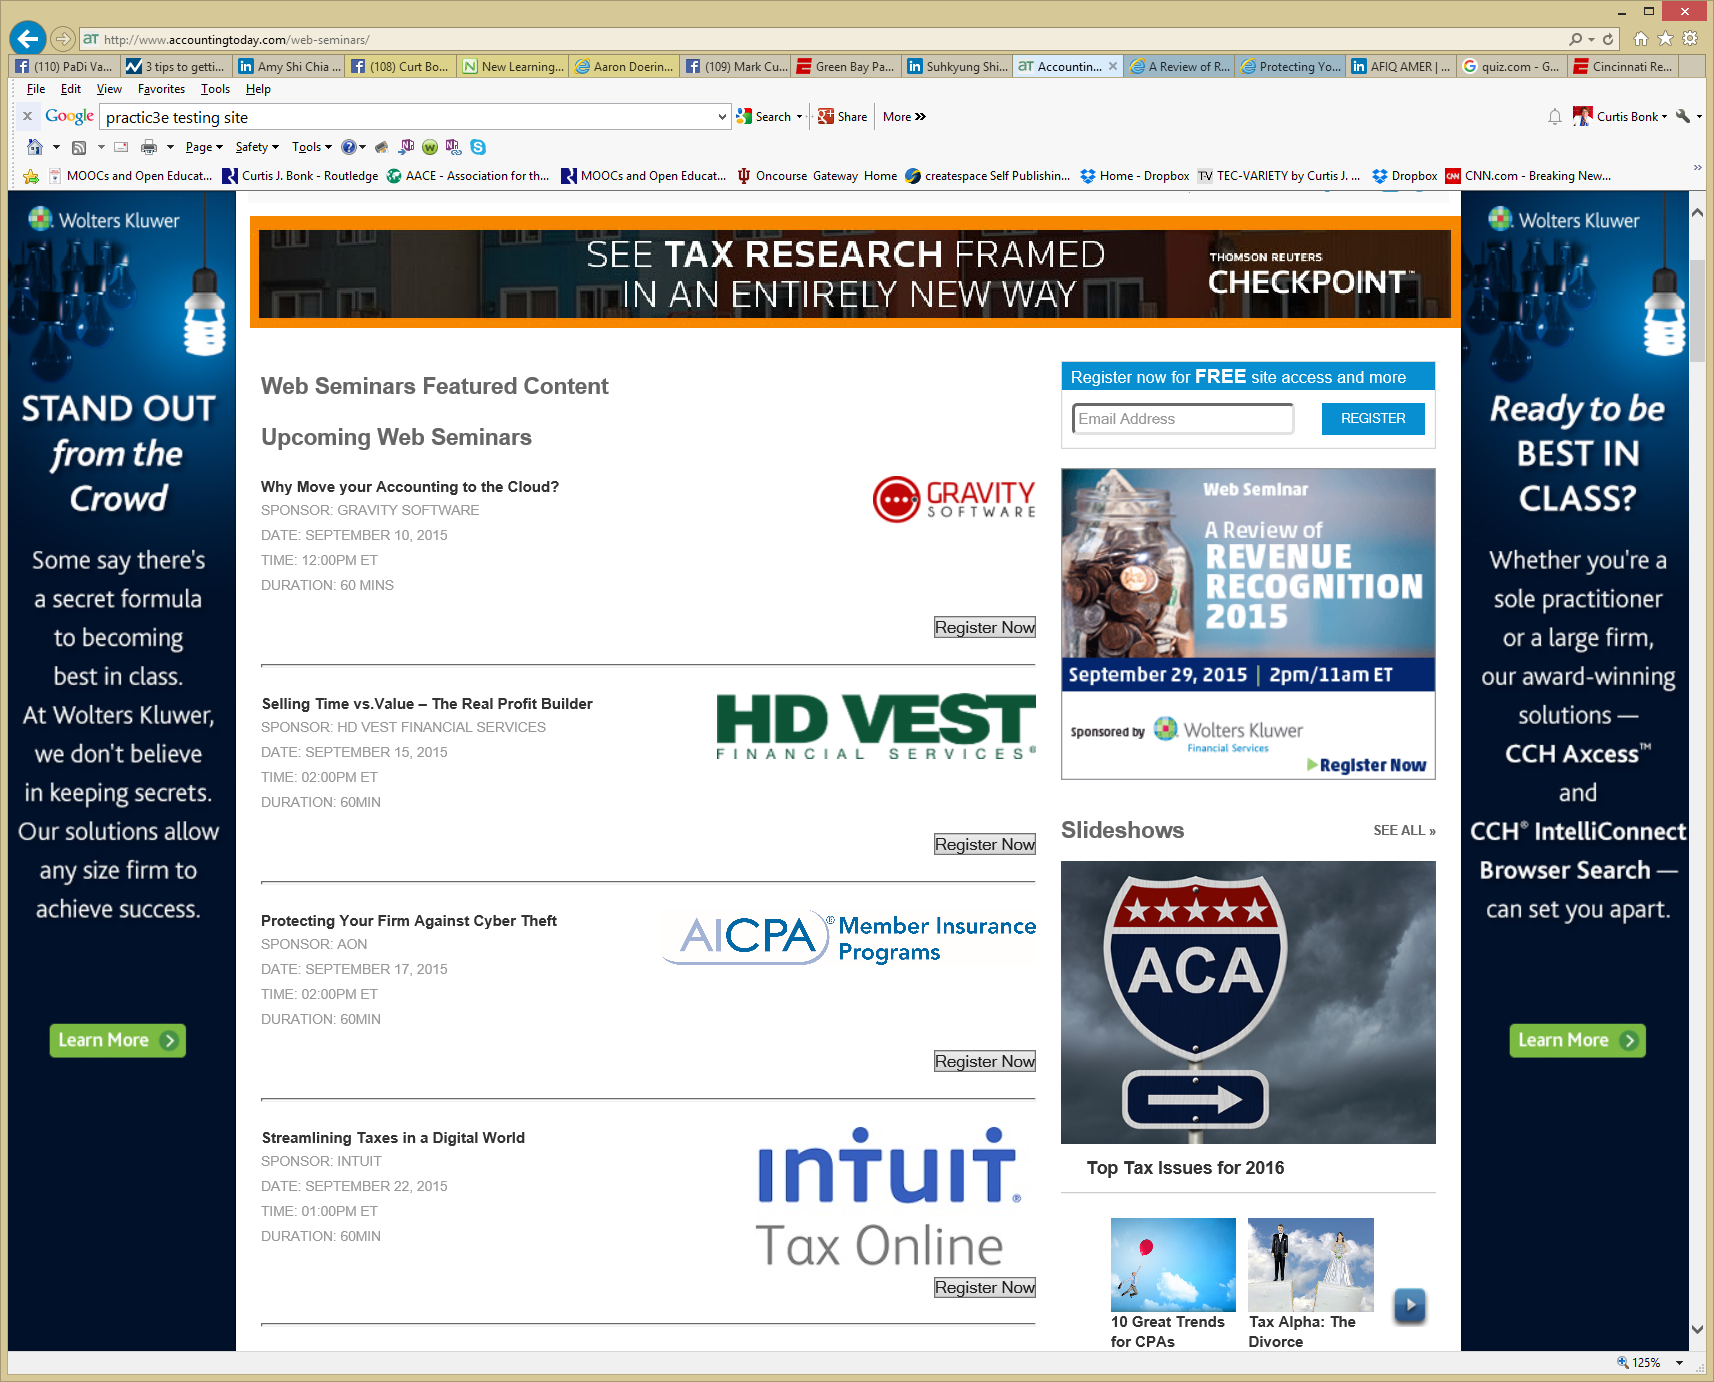 http://www.accountingtoday.com/web-seminars/
(110) PaDi Va...
3 tips to getti...
Amy Shi Chia ...
(108) Curt Bo...
New Learning...
Aaron Doerin...
(109) Mark Cu...
Green Bay Pa...
Suhkyung Shi...
Accountin...
A Review of R...
Protecting Yo...
AFIQ AMER | ...
quiz.com - G...
Cincinnati Re...
File Edit View Favorites Tools Help
x Google practic3e testing site Search Share More » Curtis Bonk
Page Safety Tools
MOOCs and Open Educat... Curtis J. Bonk - Routledge AACE - Association for th... MOOCs and Open Educat... Oncourse Gateway Home createspace Self Publishin... Home - Dropbox TEC-VARIETY by Curtis J. ... Dropbox CNN.com - Breaking New...
Wolters Kluwer
STAND OUT
from the
Crowd
Some say there's
a secret formula
to becoming
best in class.
At Wolters Kluwer,
we don't believe
in keeping secrets.
Our solutions allow
any size firm to
achieve success.
Learn More
SEE TAX RESEARCH FRAMED
IN AN ENTIRELY NEW WAY
THOMSON REUTERS
CHECKPOINT™
Web Seminars Featured Content
Upcoming Web Seminars
Why Move your Accounting to the Cloud?
SPONSOR: GRAVITY SOFTWARE
DATE: SEPTEMBER 10, 2015
TIME: 12:00PM ET
DURATION: 60 MINS
GRAVITY
SOFTWARE
Register Now
Selling Time vs.Value – The Real Profit Builder
SPONSOR: HD VEST FINANCIAL SERVICES
DATE: SEPTEMBER 15, 2015
TIME: 02:00PM ET
DURATION: 60MIN
HD VEST
FINANCIAL SERVICES®
Register Now
Protecting Your Firm Against Cyber Theft
SPONSOR: AON
DATE: SEPTEMBER 17, 2015
TIME: 02:00PM ET
DURATION: 60MIN
AICPA® Member Insurance
Programs
Register Now
Streamlining Taxes in a Digital World
SPONSOR: INTUIT
DATE: SEPTEMBER 22, 2015
TIME: 01:00PM ET
DURATION: 60MIN
intuit®
Tax Online
Register Now
Register now for FREE site access and more
Email Address
REGISTER
Web Seminar
A Review of
REVENUE
RECOGNITION
2015
September 29, 2015 | 2pm/11am ET
Sponsored by Wolters Kluwer
Financial Services
Register Now
Slideshows
SEE ALL »
ACA
Top Tax Issues for 2016
10 Great Trends
for CPAs
Tax Alpha: The
Divorce
Wolters Kluwer
Ready to be
BEST IN
CLASS?
Whether you're a
sole practitioner
or a large firm,
our award-winning
solutions —
CCH Axcess™
and
CCH® IntelliConnect
Browser Search —
can set you apart.
Learn More
125%